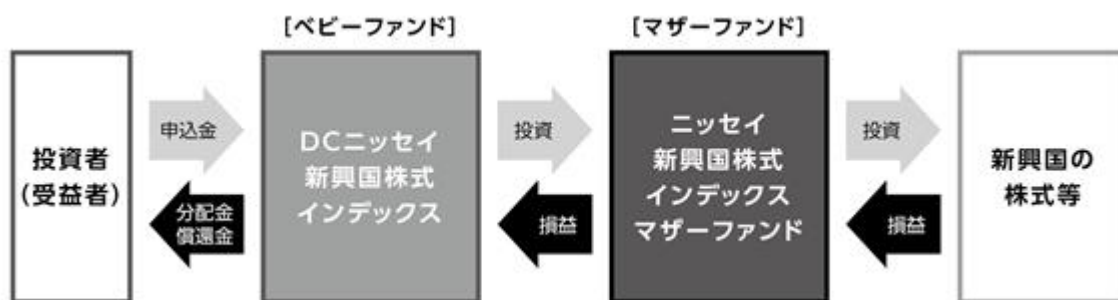 [ベビーファンド]
[マザーファンド]
投資者
(受益者)
申込金
分配金
償還金
DCニッセイ
新興国株式
インデックス
投資
損益
ニッセイ
新興国株式
インデックス
マザーファンド
投資
損益
新興国の
株式等